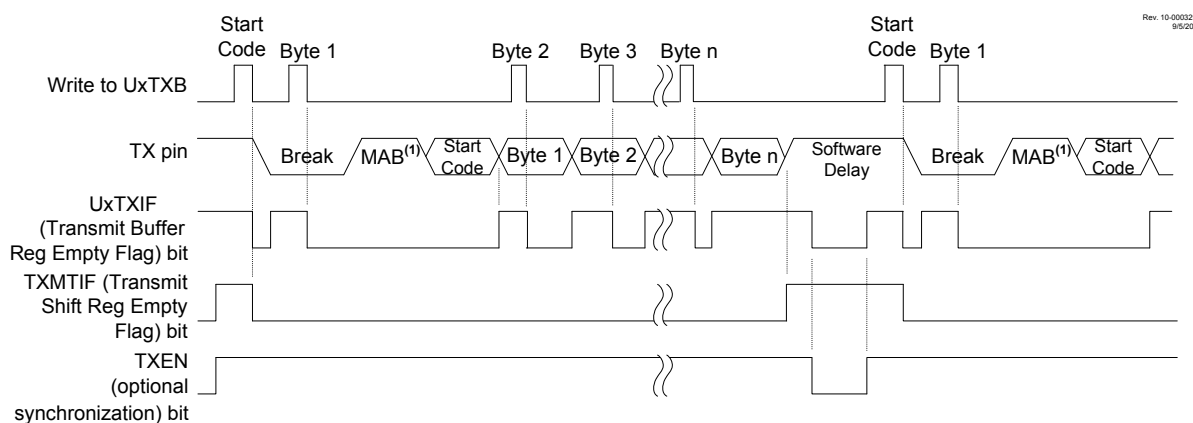 Rev. 10-00032
9/5/20
Start
Code
Byte 1
Byte 2
Byte 3
Byte n
Start
Code
Byte 1
Write to UxTXB
TX pin
Break
MAB(1)
Start
Code
Byte 1
Byte 2
Byte n
Software
Delay
Break
MAB(1)
Start
Code
UxTXIF
(Transmit Buffer
Reg Empty Flag) bit
TXMTIF (Transmit
Shift Reg Empty
Flag) bit
TXEN
(optional
synchronization) bit